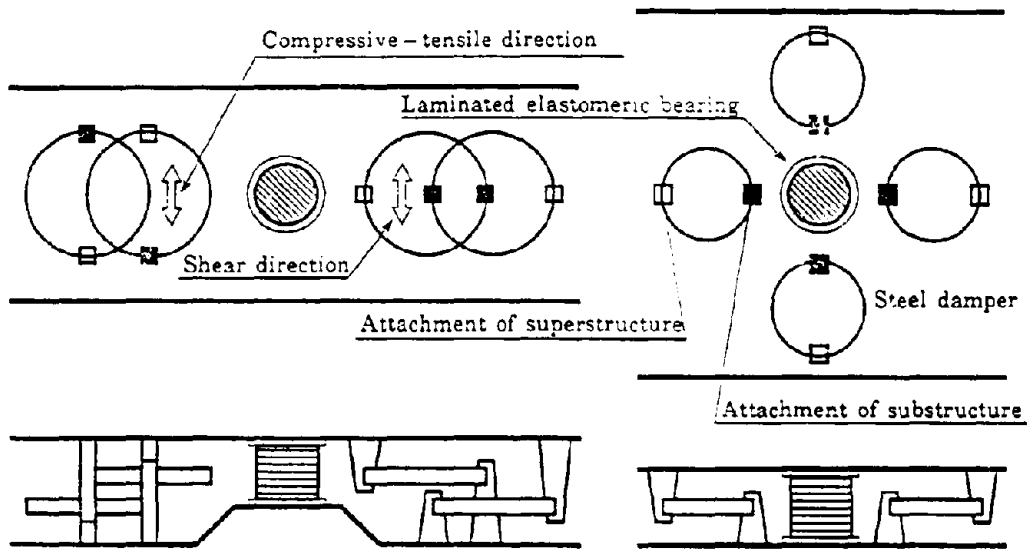 Compressive-tensile direction
Laminated elastomeric bearing
Shear direction
Attachment of superstructure
Steel damper
Attachment of substructure